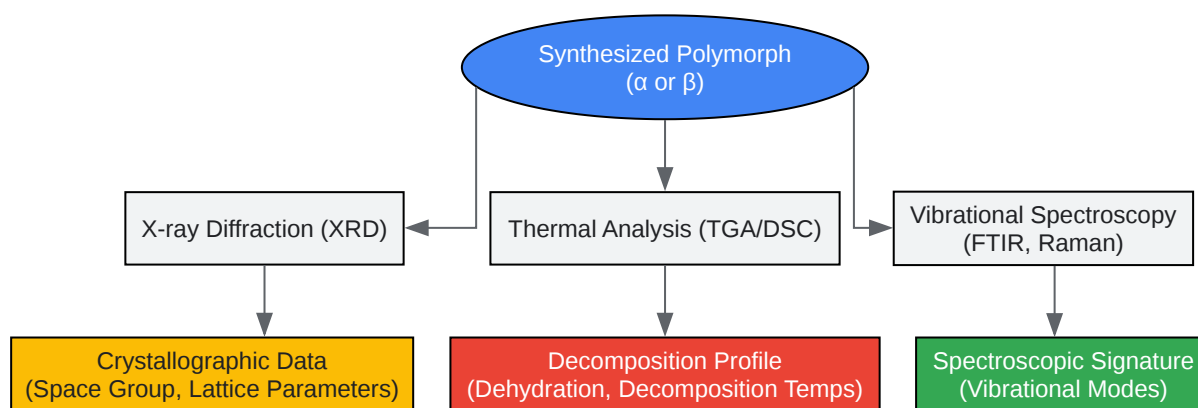 Synthesized Polymorph
(α or β)
X-ray Diffraction (XRD)
Thermal Analysis (TGA/DSC)
Vibrational Spectroscopy
(FTIR, Raman)
Crystallographic Data
(Space Group, Lattice Parameters)
Decomposition Profile
(Dehydration, Decomposition Temps)
Spectroscopic Signature
(Vibrational Modes)